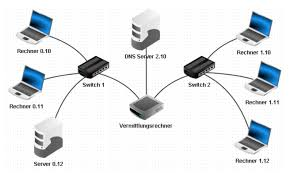 Rechner 0.10
DNS Server 2.10
Rechner 1.10
Switch 1
Switch 2
Rechner 0.11
Rechner 1.11
Vermittlungsrechner
Server 0.12
Rechner 1.12